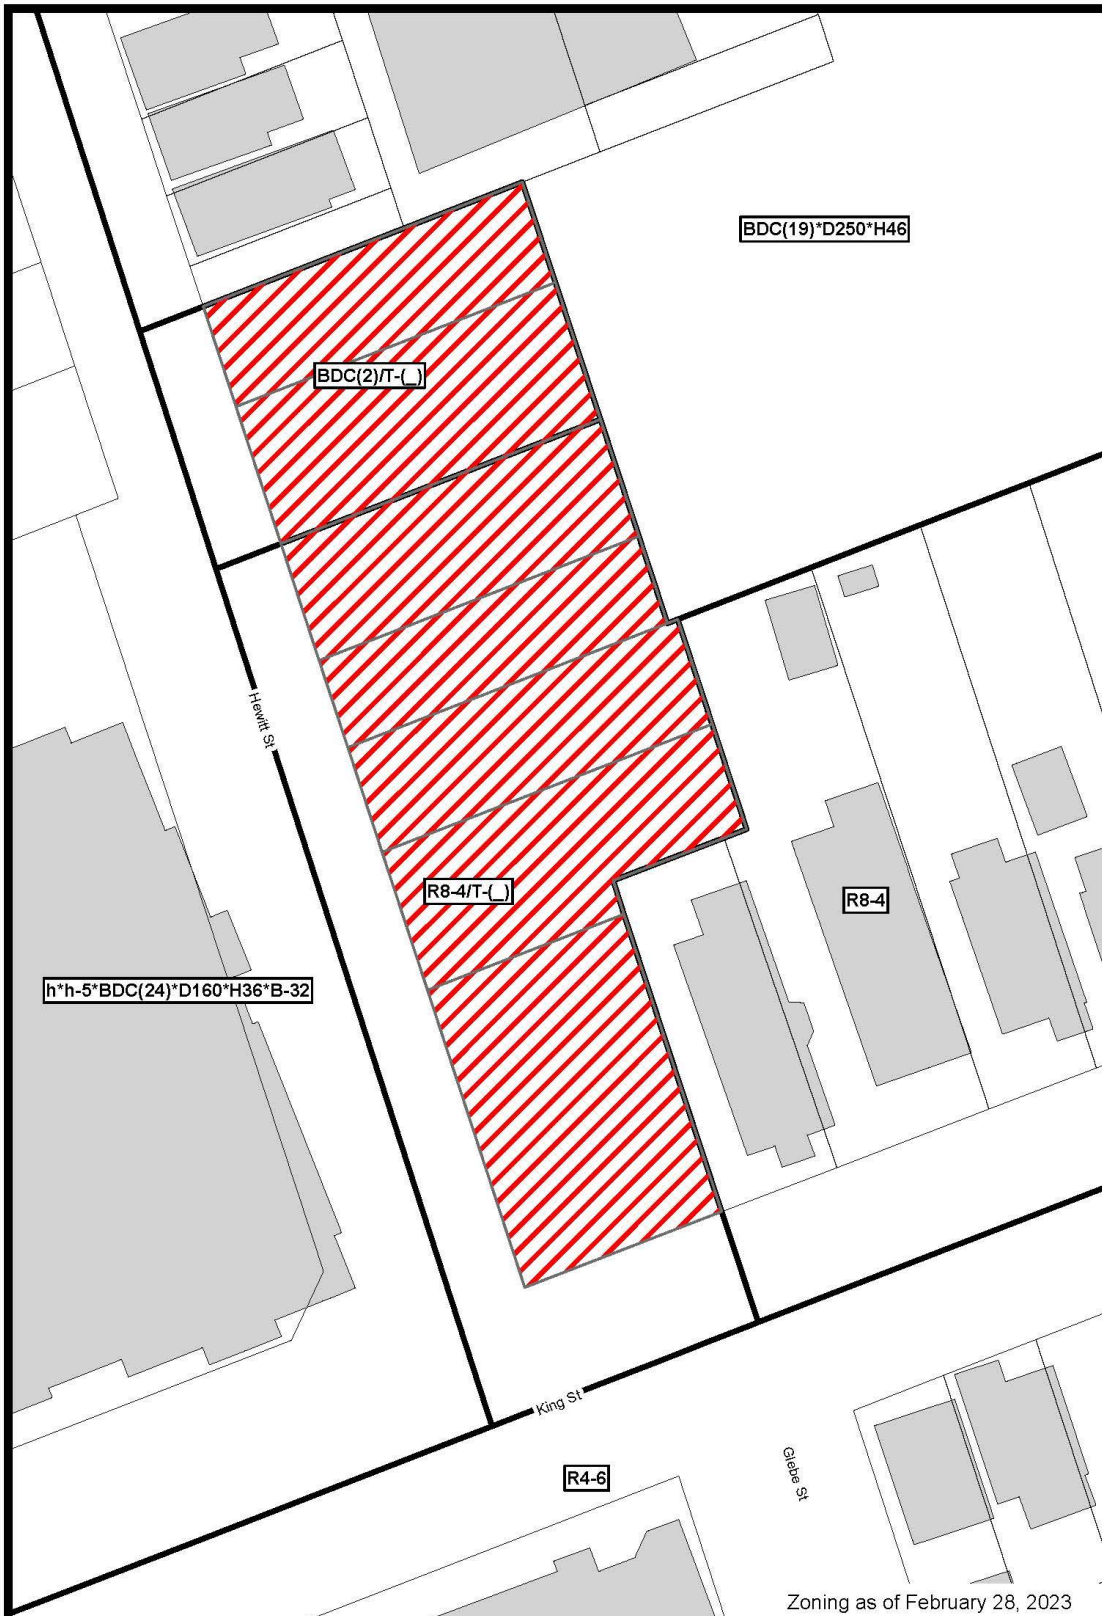 BDC(19)*D250*H46
BDC(2)/T-(_)
Hewitt St
R8-4/T-(_)
R8-4
h*h-5*BDC(24)*D160*H36*B-32
King St
Glebe St
R4-6
Zoning as of February 28, 2023